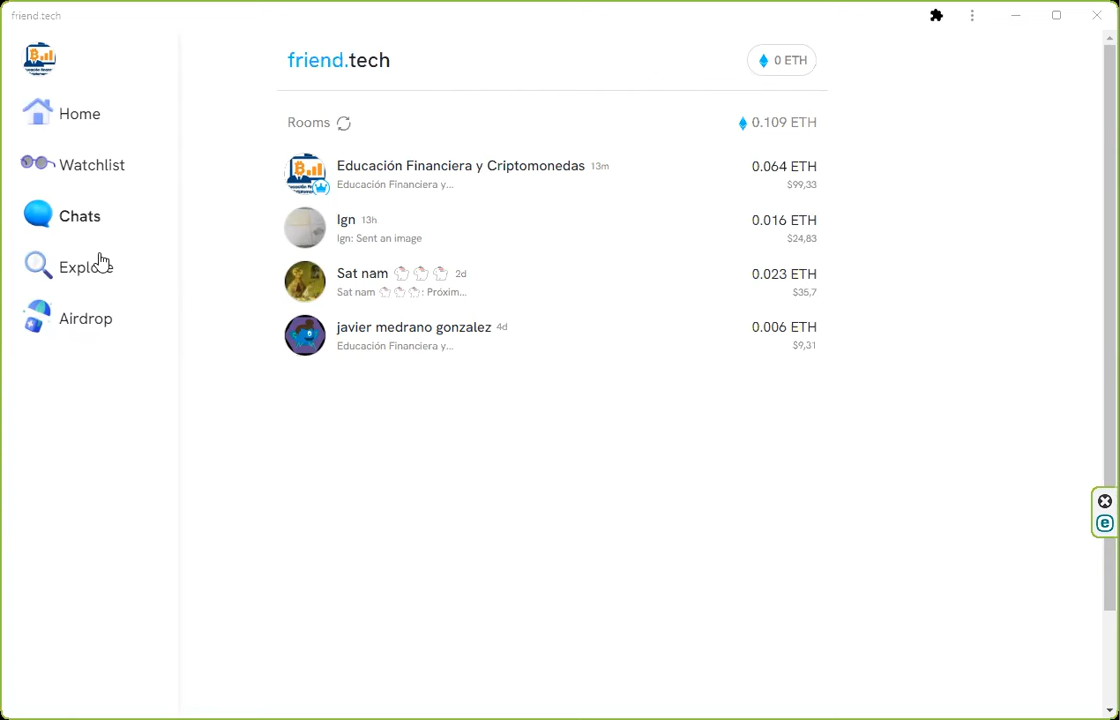 friend.tech
Home
Watchlist
Chats
Explore
Airdrop
friend.tech
0 ETH
Rooms
0.109 ETH
Educación Financiera y Criptomonedas 13m
0.064 ETH
Educación Financiera y...
$99,33
Ign 13h
0.016 ETH
Ign: Sent an image
$24,83
Sat nam 2d
0.023 ETH
Sat nam : Próxim...
$35,7
javier medrano gonzalez 4d
0.006 ETH
Educación Financiera y...
$9,31